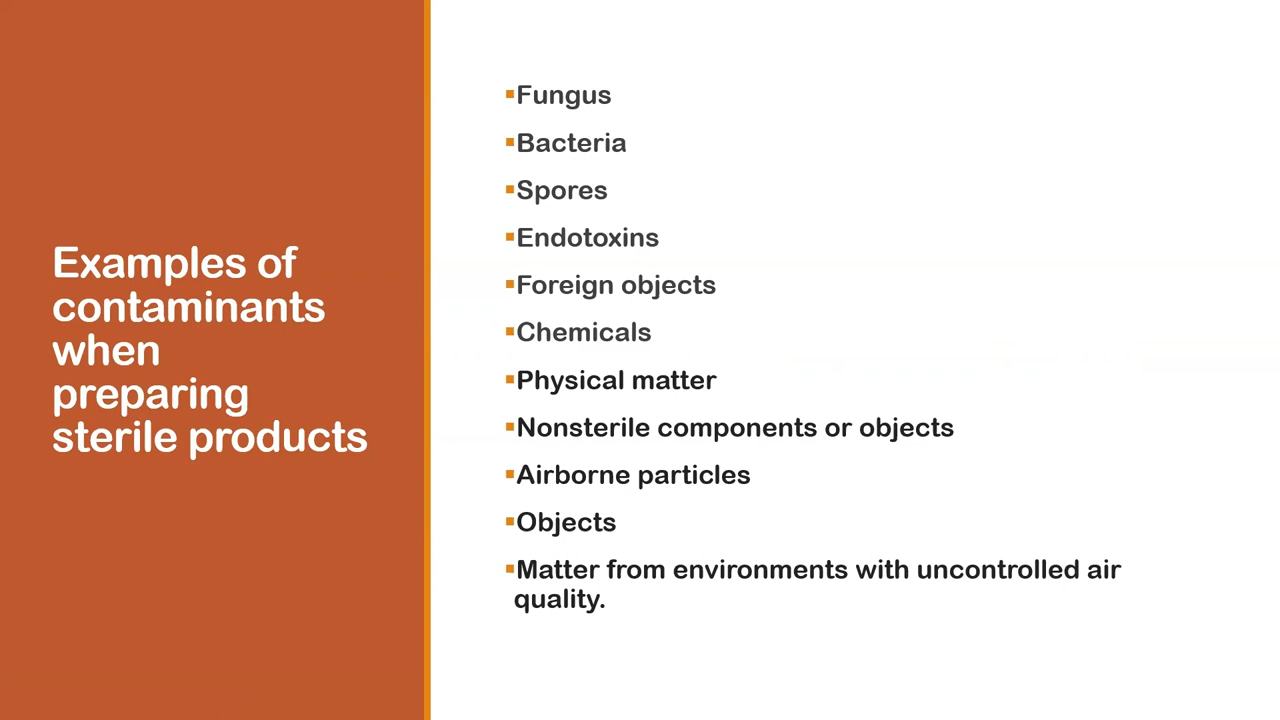 Examples of
contaminants
when
preparing
sterile products
▪Fungus
▪Bacteria
▪Spores
▪Endotoxins
▪Foreign objects
▪Chemicals
▪Physical matter
▪Nonsterile components or objects
▪Airborne particles
▪Objects
▪Matter from environments with uncontrolled air
quality.